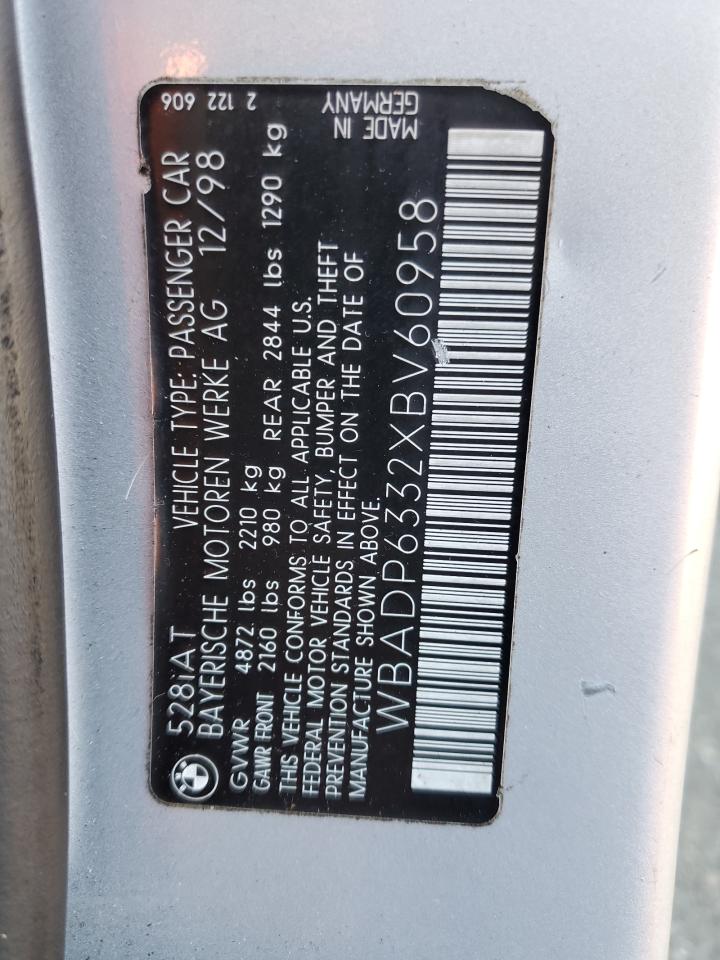 528iAT VEHICLE TYPE: PASSENGER CAR 2 122 606
BAYERISCHE MOTOREN WERKE AG 12/98
GVWR 4872 lbs 2210 kg
GAWR FRONT 2160 lbs 980 kg REAR 2844 lbs 1290 kg
THIS VEHICLE CONFORMS TO ALL APPLICABLE U.S.
FEDERAL MOTOR VEHICLE SAFETY, BUMPER AND THEFT
PREVENTION STANDARDS IN EFFECT ON THE DATE OF
MANUFACTURE SHOWN ABOVE.
MADE IN
GERMANY
WBADP6332XBV60958